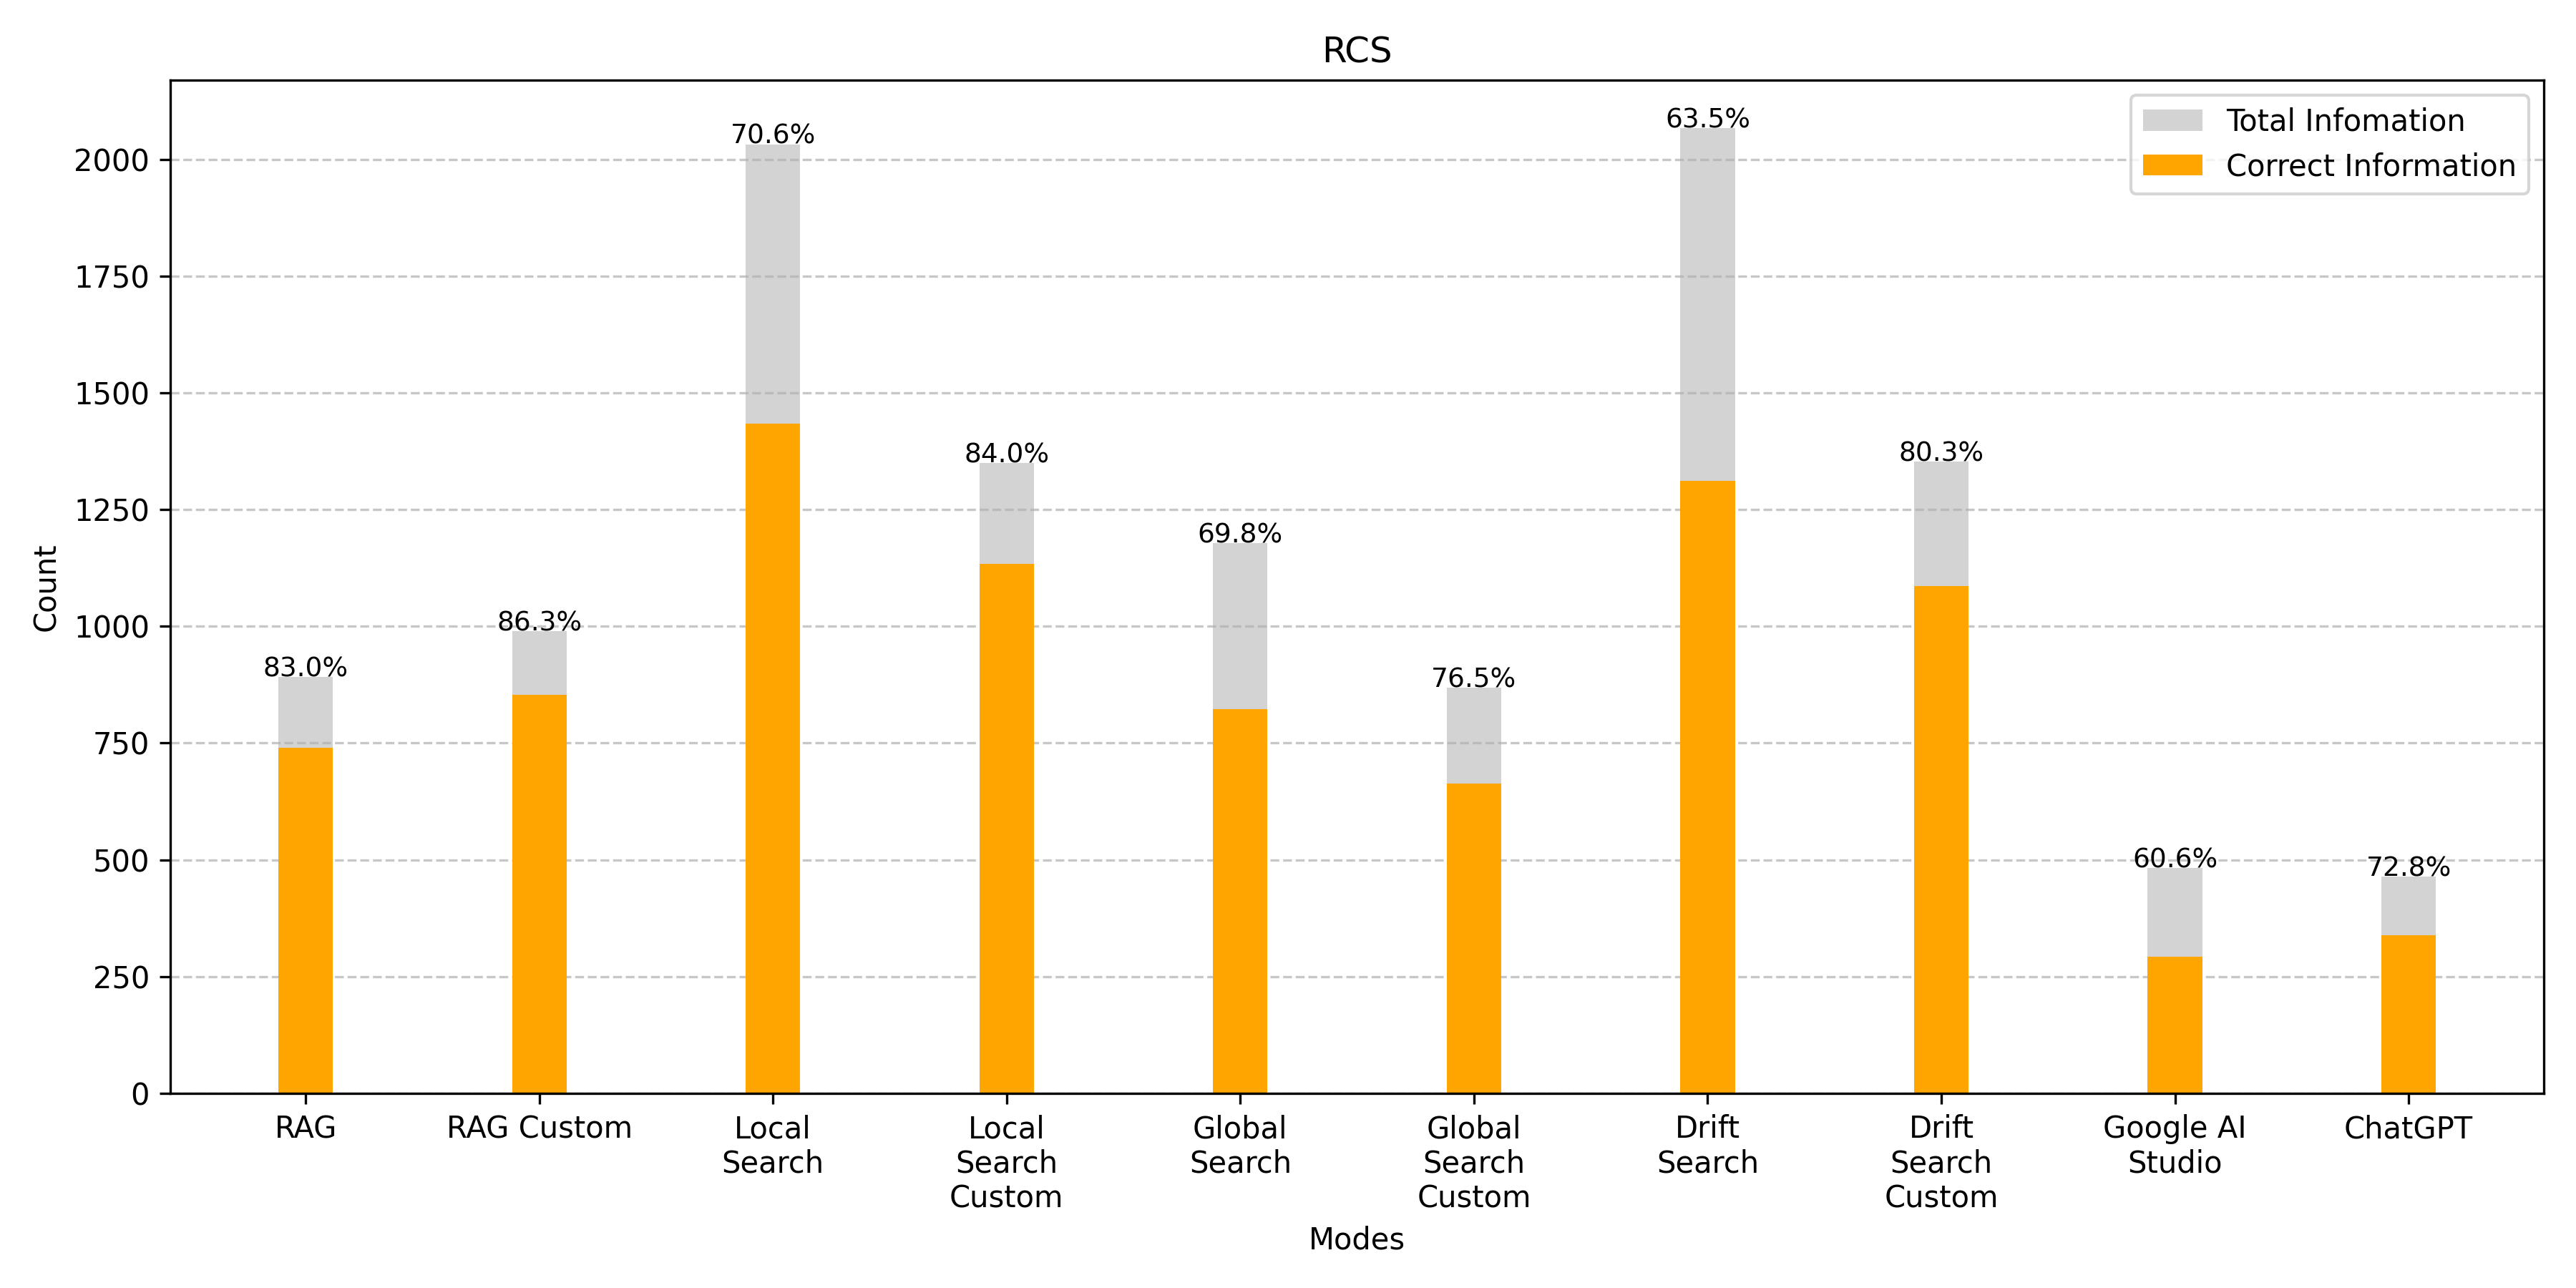 RCS
Total Infomation
Correct Information
Count
2000
1750
1500
1250
1000
750
500
250
0
83.0%
86.3%
70.6%
84.0%
69.8%
76.5%
63.5%
80.3%
60.6%
72.8%
RAG
RAG Custom
Local
Search
Local
Search
Custom
Global
Search
Global
Search
Custom
Drift
Search
Drift
Search
Custom
Google AI
Studio
ChatGPT
Modes